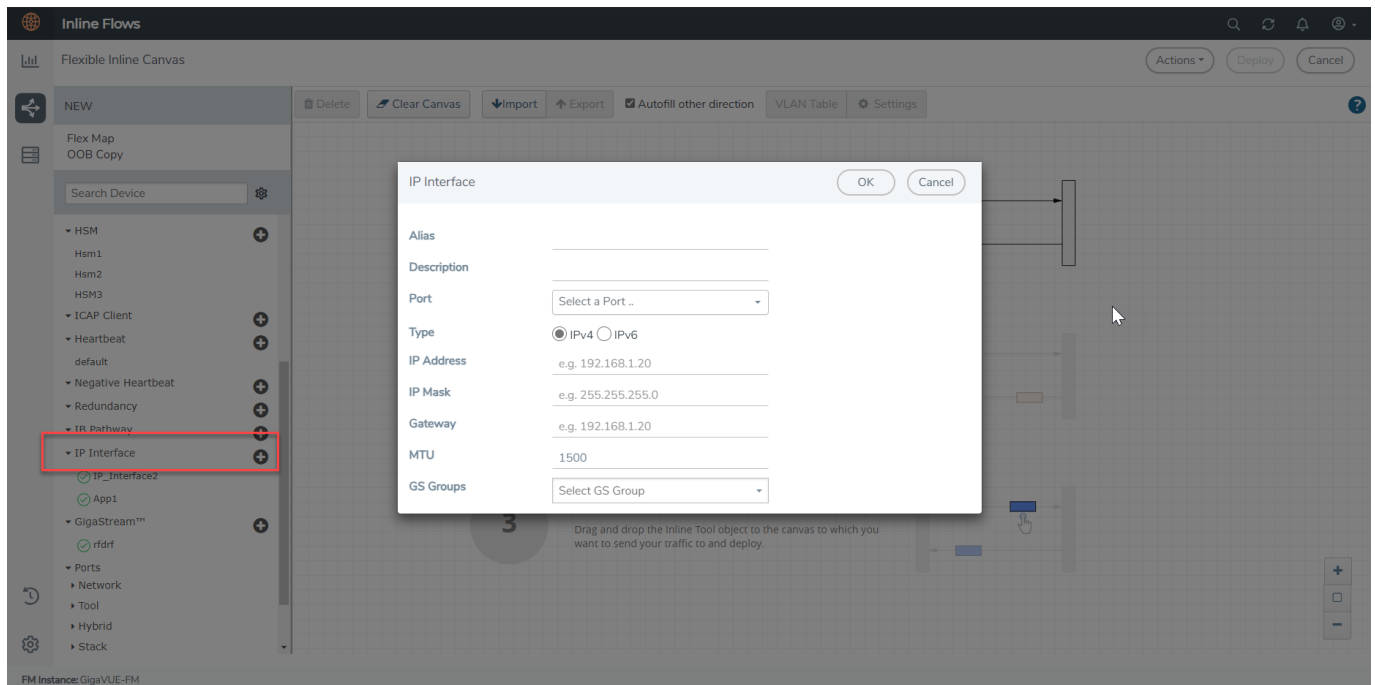 Inline Flows
Flexible Inline Canvas
Actions
Deploy
Cancel
NEW
Delete
Clear Canvas
Import
Export
Autofill other direction
VLAN Table
Settings
?
Flex Map
OOB Copy
Search Device
HSM
Hsm1
Hsm2
HSM3
ICAP Client
Heartbeat
default
Negative Heartbeat
Redundancy
IB Pathway
IP Interface
IP_Interface2
App1
GigaStream™
rfdrf
Ports
Network
Tool
Hybrid
Stack
IP Interface
OK
Cancel
Alias
Description
Port
Select a Port ..
Type
IPv4
IPv6
IP Address
e.g. 192.168.1.20
IP Mask
e.g. 255.255.255.0
Gateway
e.g. 192.168.1.20
MTU
1500
GS Groups
Select GS Group
3
Drag and drop the Inline Tool object to the canvas to which you
want to send your traffic to and deploy.
FM Instance: GigaVUE-FM